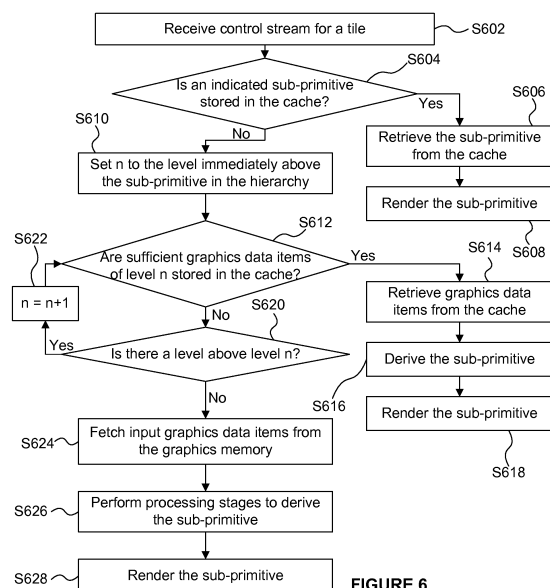 Receive control stream for a tile
S602
S604
Is an indicated sub-primitive
stored in the cache?
Yes
S606
No
S610
Retrieve the sub-primitive
from the cache
Set n to the level immediately above
the sub-primitive in the hierarchy
Render the sub-primitive
S608
S612
S622
Are sufficient graphics data items
of level n stored in the cache?
Yes
S614
n = n+1
No
S620
Retrieve graphics data
items from the cache
Yes
Is there a level above level n?
Derive the sub-primitive
S616
No
Render the sub-primitive
S618
S624
Fetch input graphics data items from
the graphics memory
S626
Perform processing stages to derive
the sub-primitive
S628
Render the sub-primitive
FIGURE 6